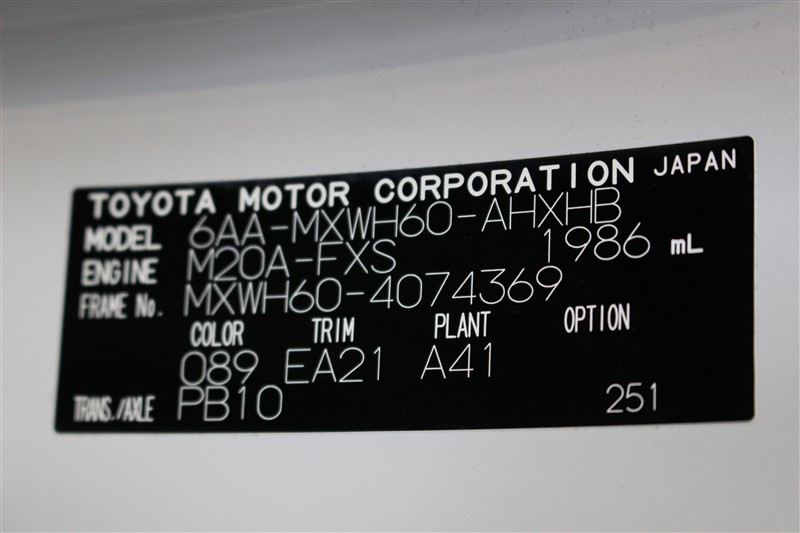 TOYOTA MOTOR CORPORATION JAPAN
MODEL 6AA-MXWH60-AHXHB
ENGINE M20A-FXS 1986 mL
FRAME No. MXWH60-4074369
COLOR TRIM PLANT OPTION
089 EA21 A41
TRANS./AXLE PB10 251